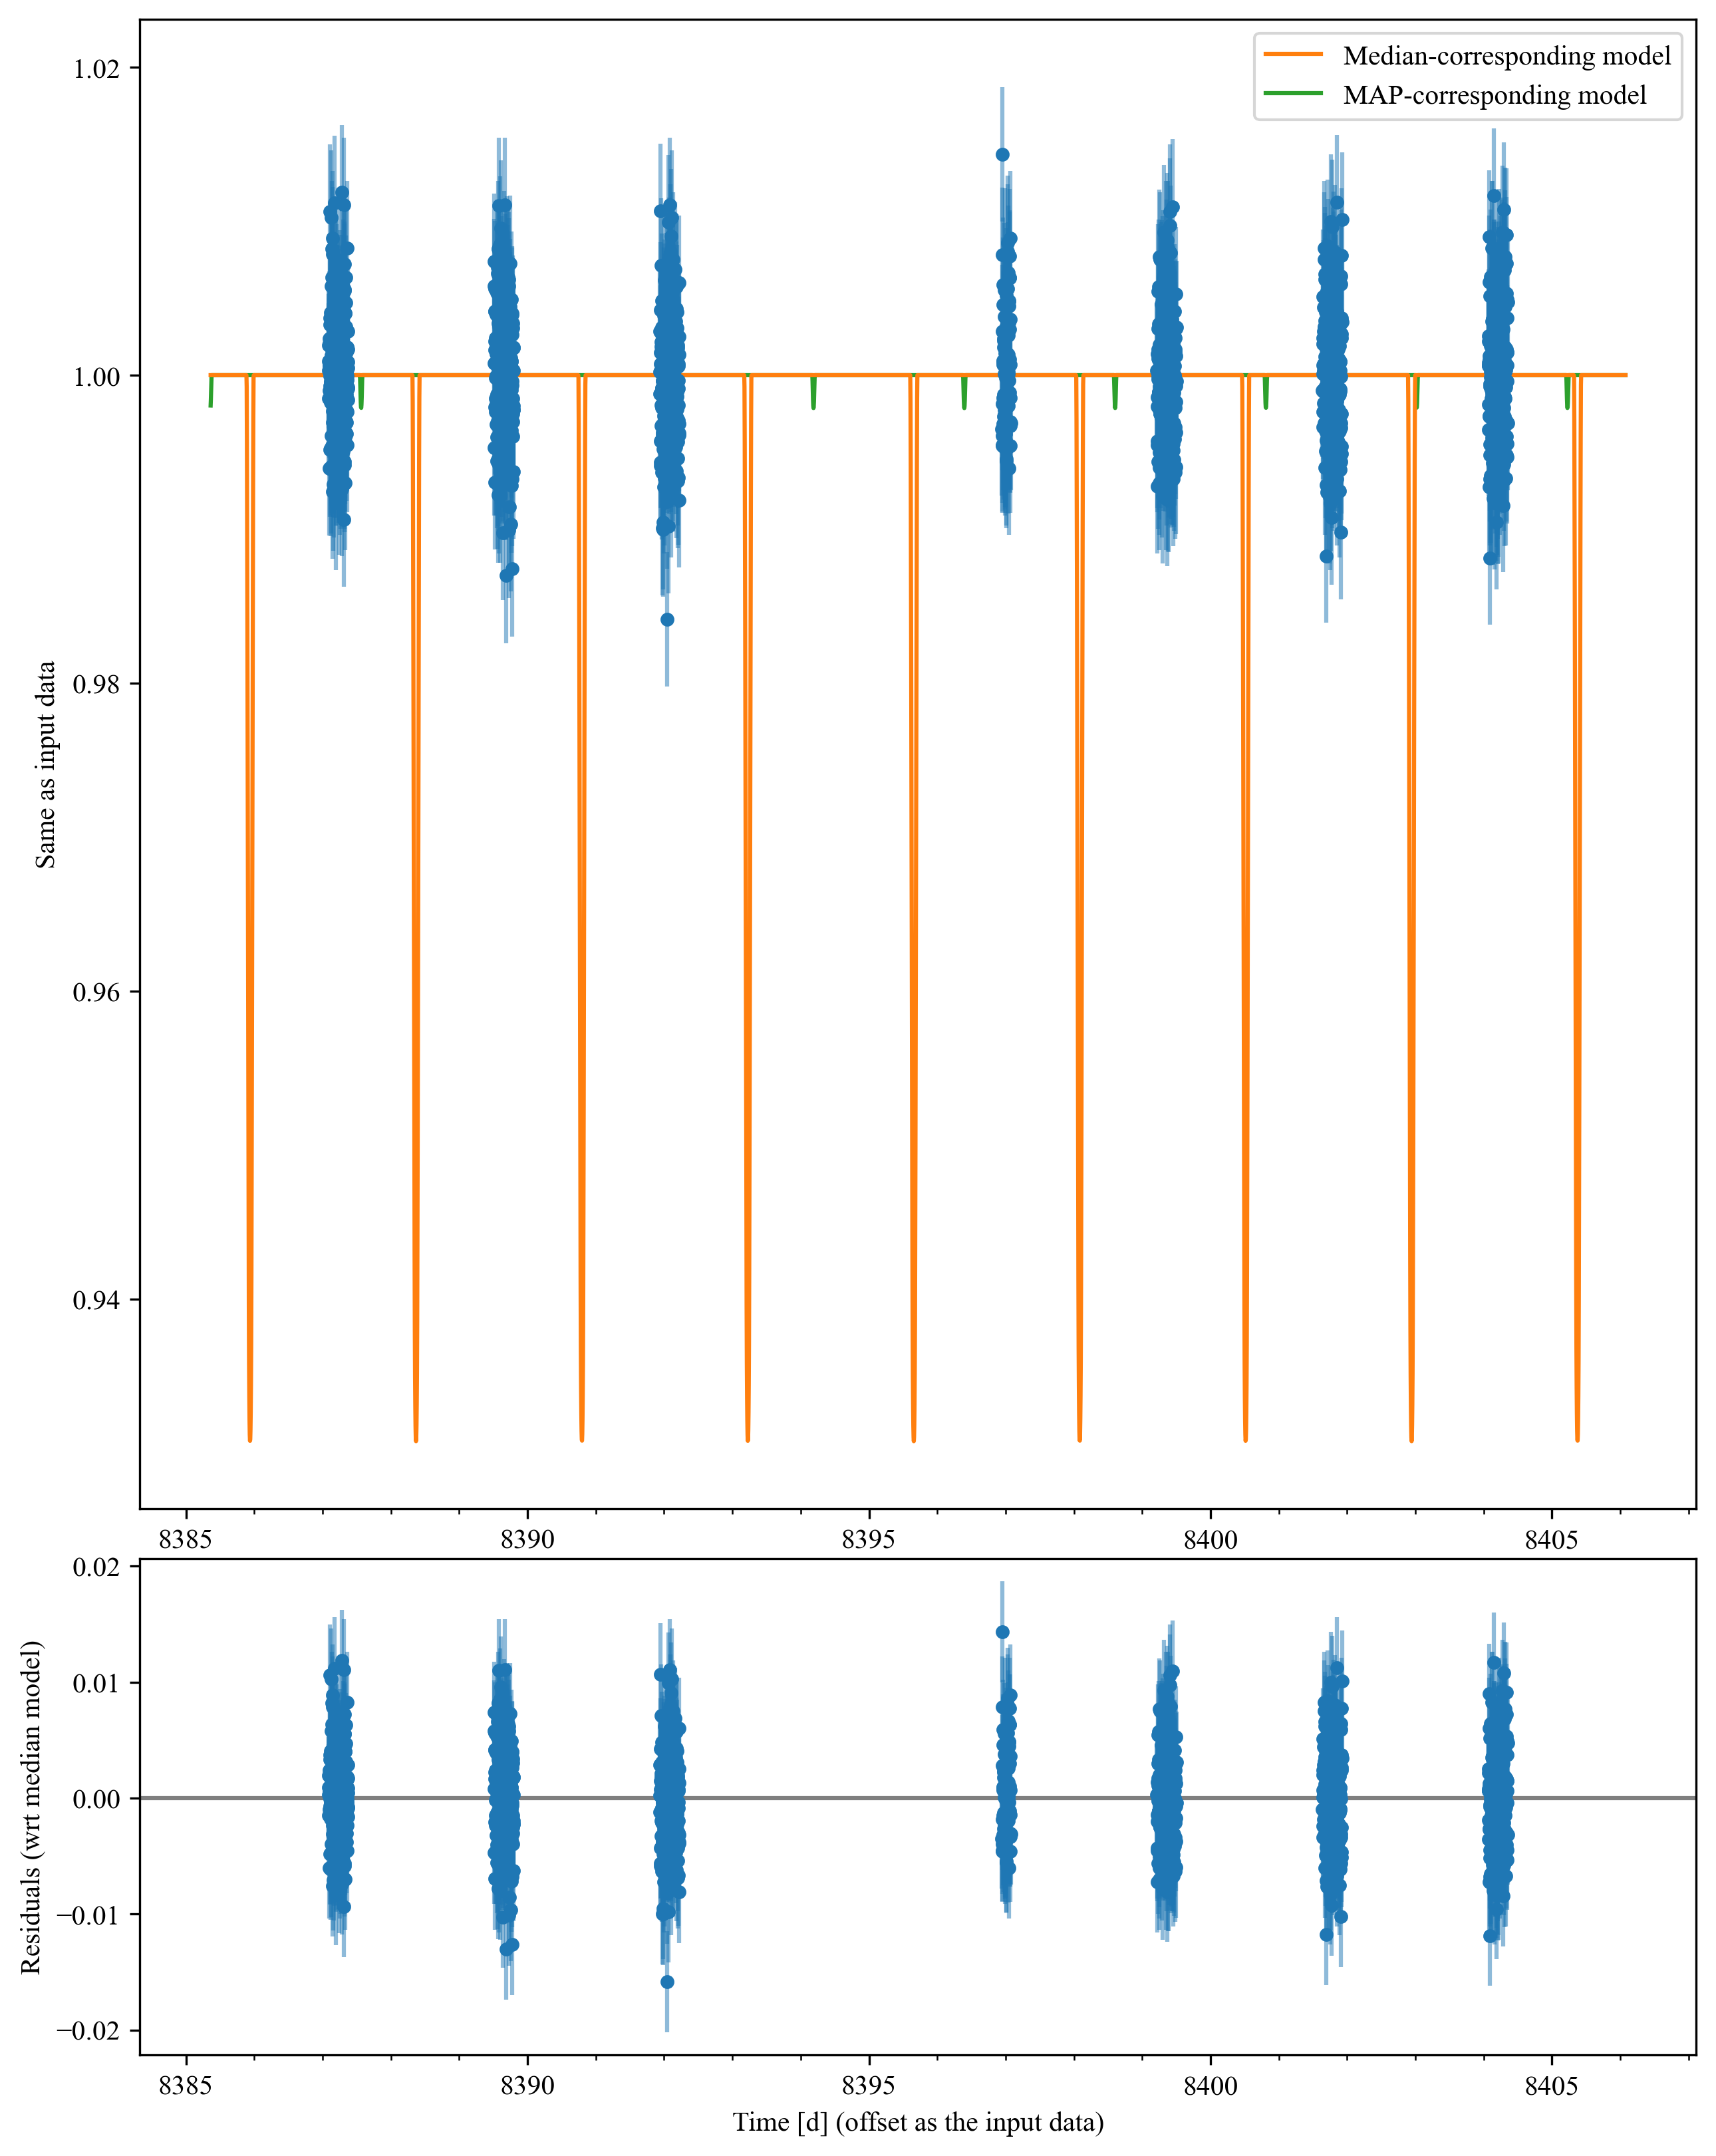 Median-corresponding model
MAP-corresponding model
1.02
1.00
0.98
0.96
0.94
Same as input data
8385 8390 8395 8400 8405
0.02
0.01
0.00
−0.01
−0.02
Residuals (wrt median model)
8385 8390 8395 8400 8405
Time [d] (offset as the input data)